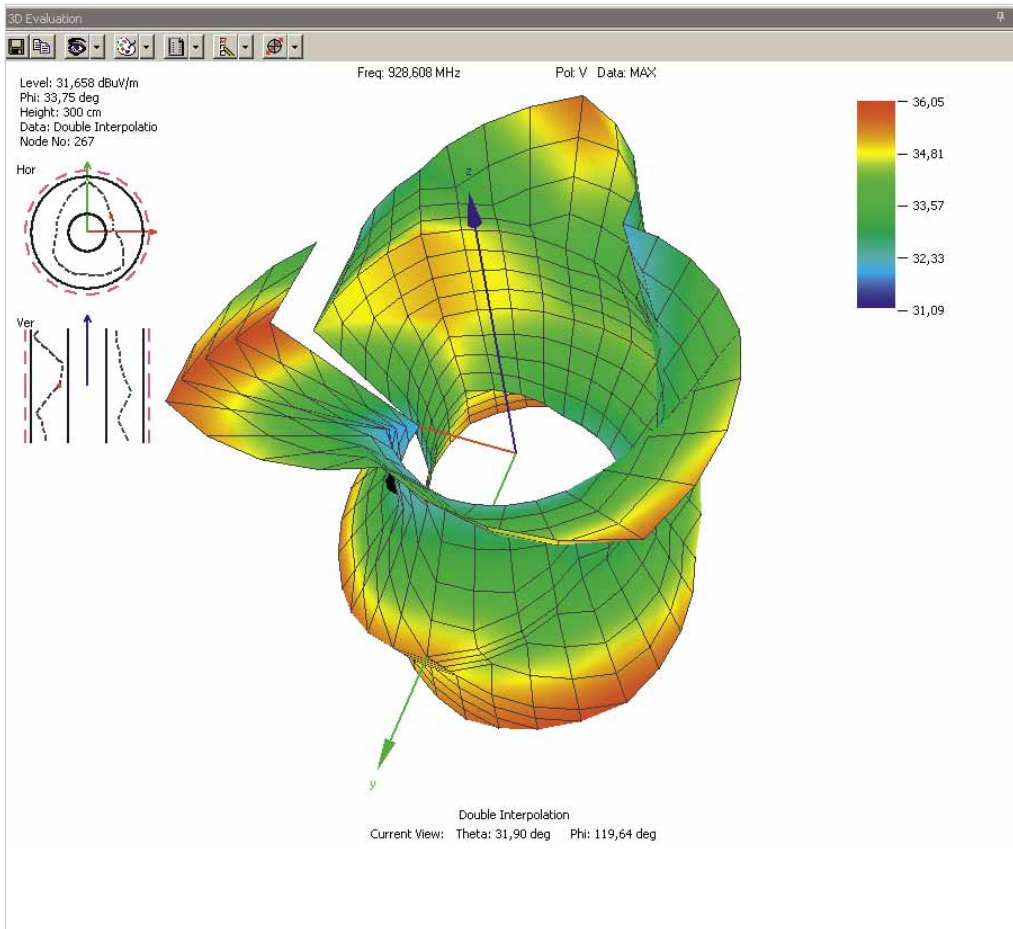 3D Evaluation
Freq: 928,608 MHz Pol: V Data: MAX
Level: 31,658 dBuV/m
Phi: 33,75 deg
Height: 300 cm
Data: Double Interpolatio
Node No: 267
Hor
Ver
36,05
34,81
33,57
32,33
31,09
z
y
Double Interpolation
Current View: Theta: 31,90 deg Phi: 119,64 deg